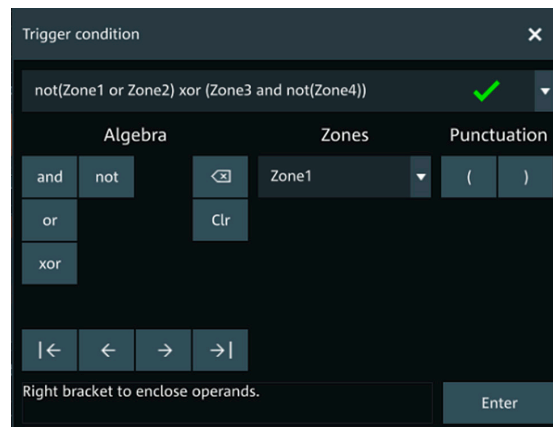 Trigger condition
not(Zone1 or Zone2) xor (Zone3 and not(Zone4))
Algebra Zones Punctuation
and not Zone1 ( )
or Clr
xor
Right bracket to enclose operands.
Enter